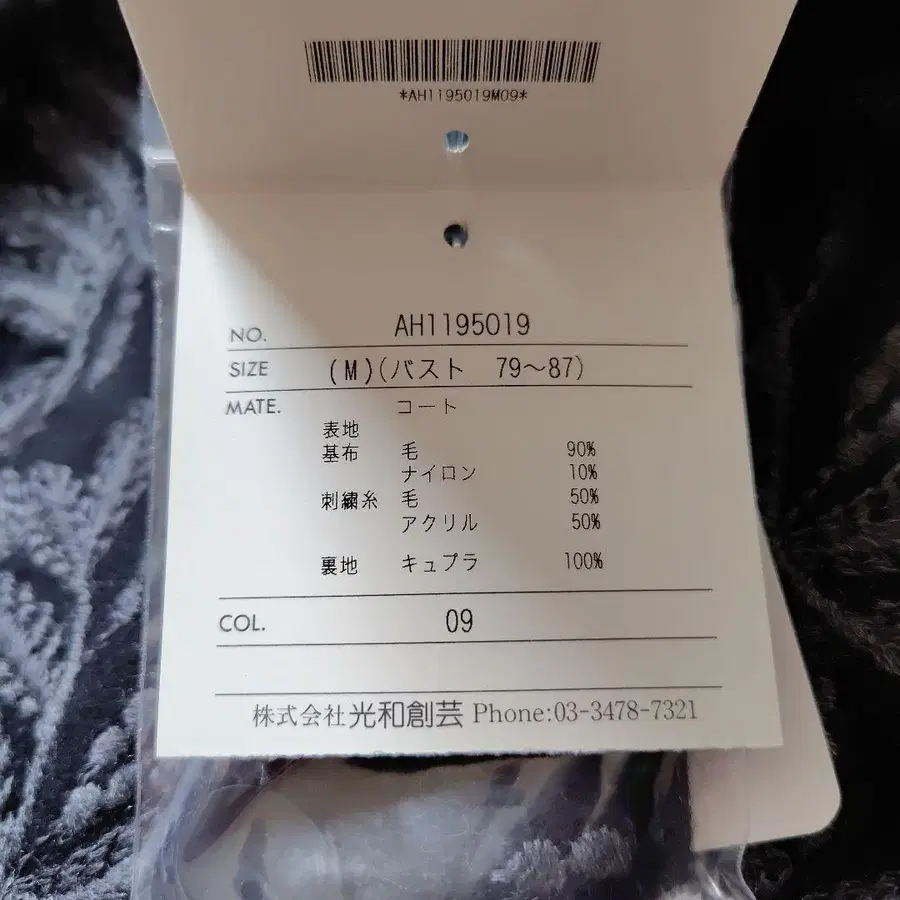 *AH1195019M09*
NO. AH1195019
SIZE (M)(バスト 79〜87)
MATE. コート
表地
基布 毛 90%
ナイロン 10%
刺繍糸 毛 50%
アクリル 50%
裏地 キュプラ 100%
COL. 09
株式会社光和創芸 Phone:03-3478-7321